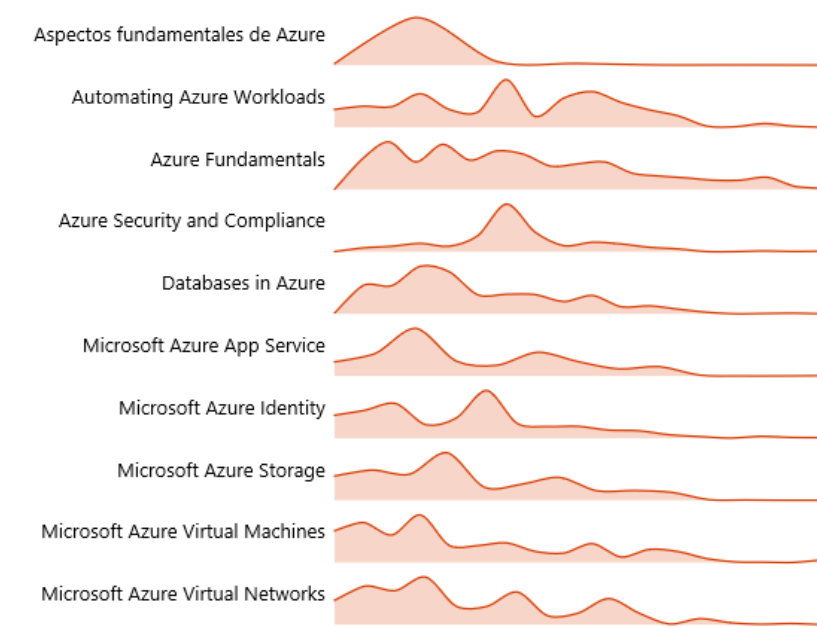 Aspectos fundamentales de Azure
Automating Azure Workloads
Azure Fundamentals
Azure Security and Compliance
Databases in Azure
Microsoft Azure App Service
Microsoft Azure Identity
Microsoft Azure Storage
Microsoft Azure Virtual Machines
Microsoft Azure Virtual Networks